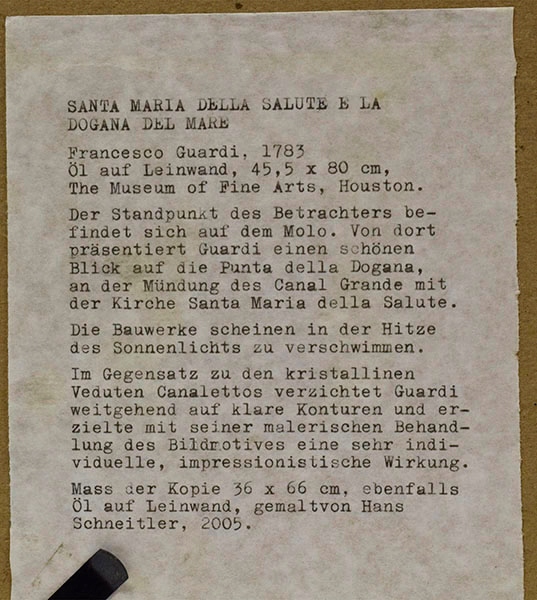 SANTA MARIA DELLA SALUTE E LA
DOGANA DEL MARE
Francesco Guardi, 1783
Öl auf Leinwand, 45,5 x 80 cm,
The Museum of Fine Arts, Houston.
Der Standpunkt des Betrachters be-
findet sich auf dem Molo. Von dort
präsentiert Guardi einen schönen
Blick auf die Punta della Dogana,
an der Mündung des Canal Grande mit
der Kirche Santa Maria della Salute.
Die Bauwerke scheinen in der Hitze
des Sonnenlichts zu verschwimmen.
Im Gegensatz zu den kristallinen
Veduten Canalettos verzichtet Guardi
weitgehend auf klare Konturen und er-
zielte mit seiner malerischen Behand-
lung des Bildmotives eine sehr indi-
viduelle, impressionistische Wirkung.
Mass der Kopie 36 x 66 cm, ebenfalls
Öl auf Leinwand, gemaltvon Hans
Schneitler, 2005.